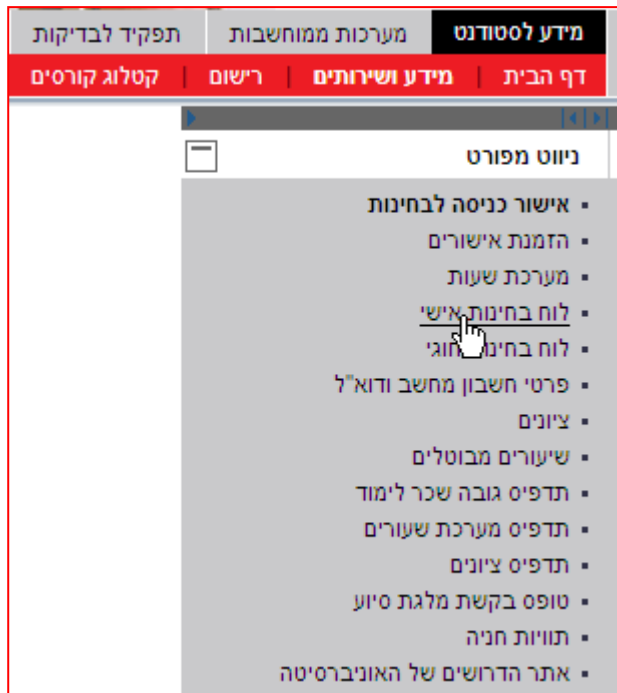 מידע לסטודנט מערכות ממוחשבות תפקיד לבדיקות
דף הבית | מידע ושירותים | רישום | קטלוג קורסים
ניווט מפורט
אישור כניסה לבחינות
הזמנת אישורים
מערכת שעות
לוח בחינות אישי
לוח בחינות חוגי
פרטי חשבון מחשב ודוא"ל
ציונים
שיעורים מבוטלים
תדפיס גובה שכר לימוד
תדפיס מערכת שעורים
תדפיס ציונים
טופס בקשת מלגת סיוע
תוויות חניה
אתר הדרושים של האוניברסיטה